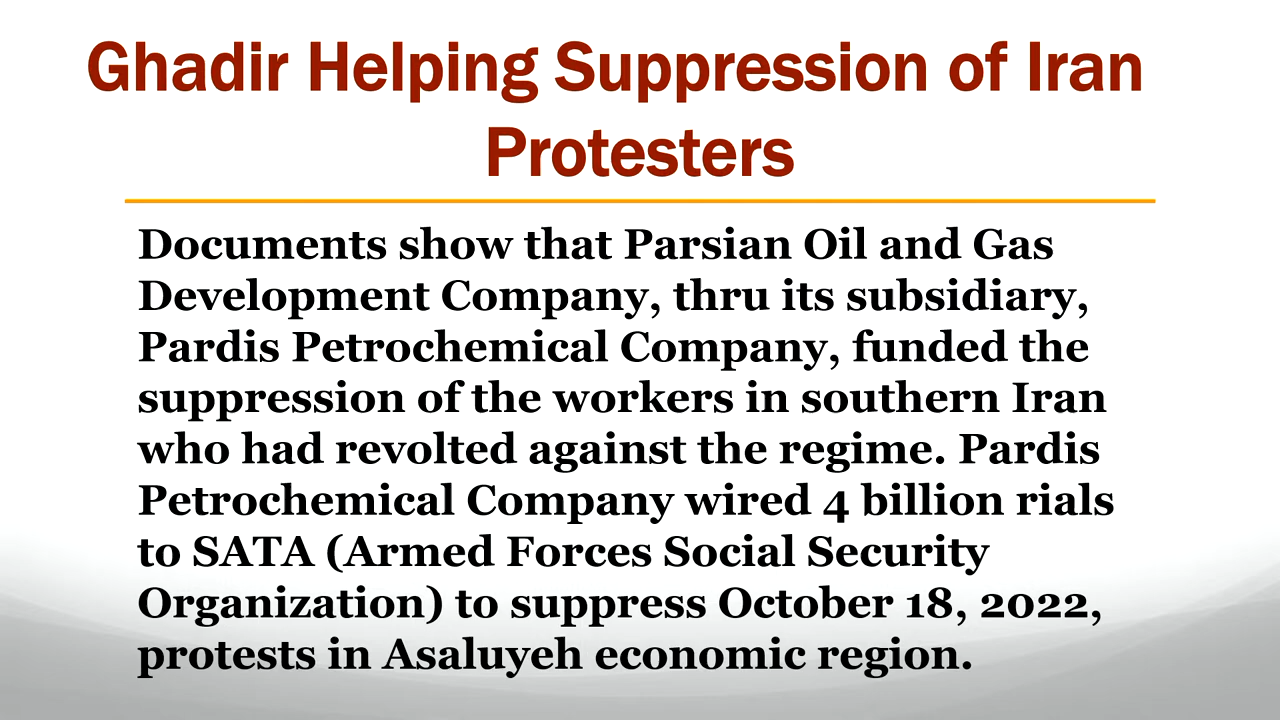 Ghadir Helping Suppression of Iran
Protesters
Documents show that Parsian Oil and Gas
Development Company, thru its subsidiary,
Pardis Petrochemical Company, funded the
suppression of the workers in southern Iran
who had revolted against the regime. Pardis
Petrochemical Company wired 4 billion rials
to SATA (Armed Forces Social Security
Organization) to suppress October 18, 2022,
protests in Asaluyeh economic region.